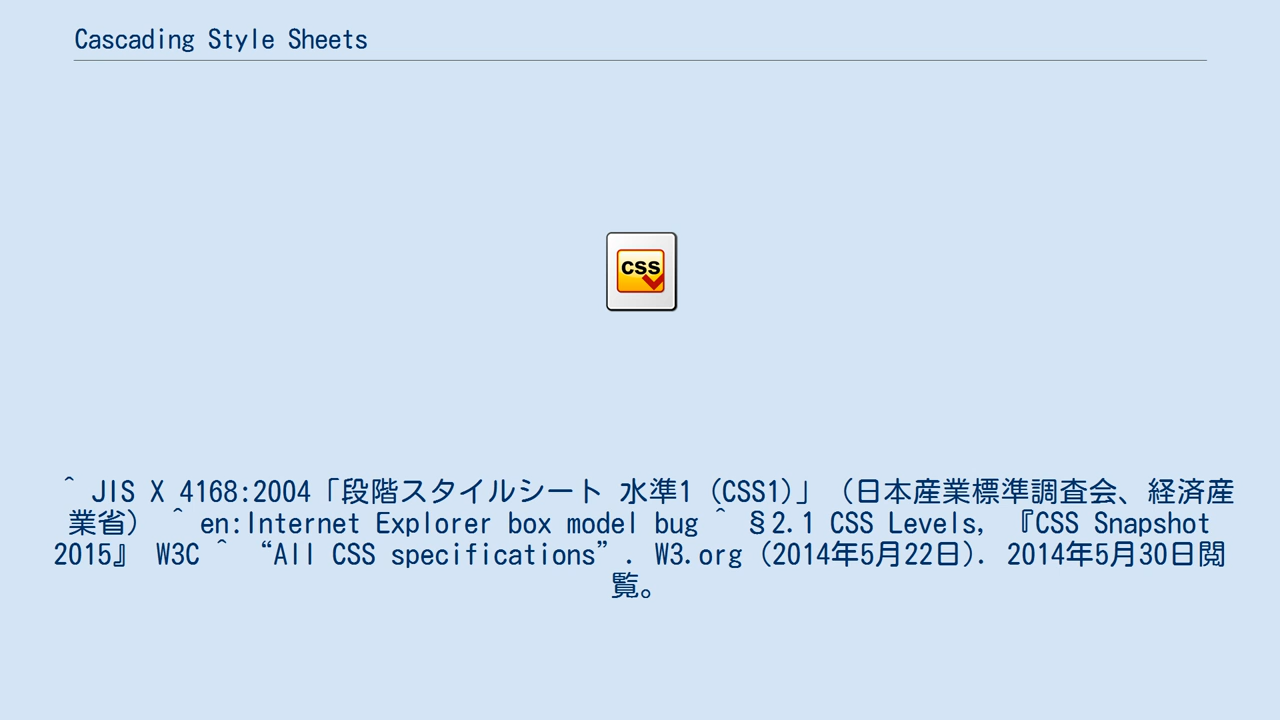 Cascading Style Sheets
CSS
^ JIS X 4168:2004「段階スタイルシート 水準1 (CSS1)」（日本産業標準調査会、経済産
業省） ^ en:Internet Explorer box model bug ^ §2.1 CSS Levels, 『CSS Snapshot
2015』 W3C ^ “All CSS specifications”. W3.org (2014年5月22日). 2014年5月30日閲
覧。